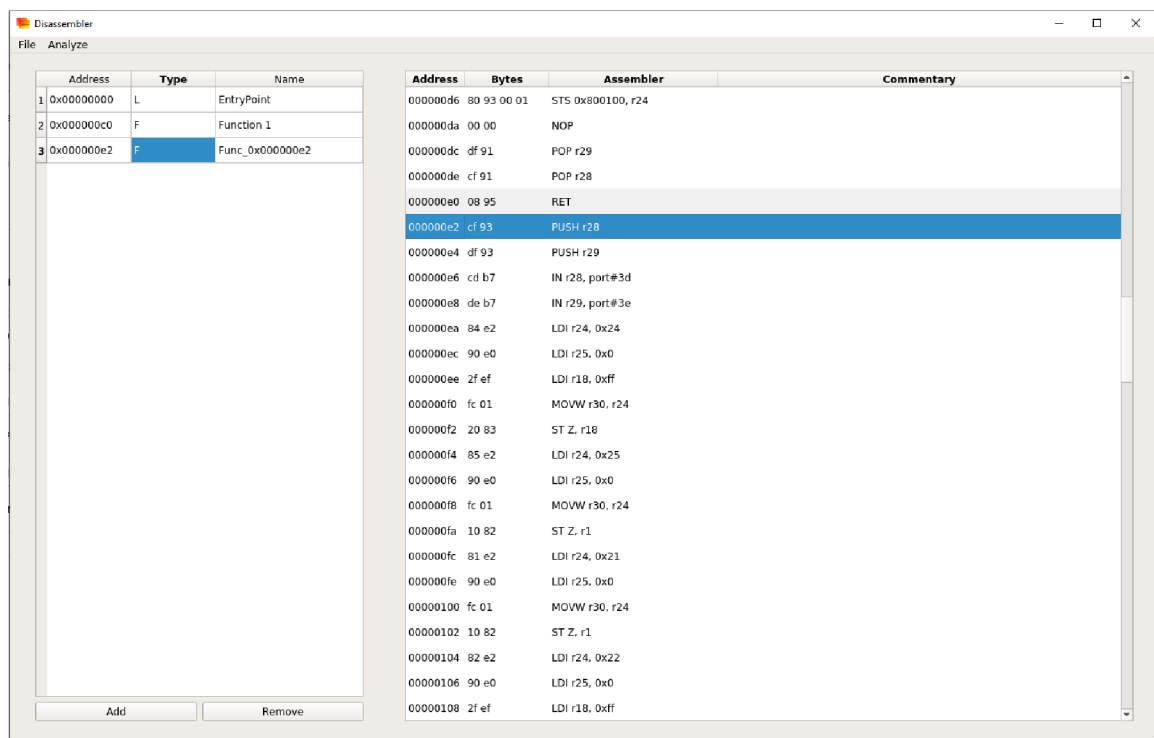 Disassembler
File Analyze
Address Type Name
1 0x00000000 L EntryPoint
2 0x000000c0 F Function 1
3 0x000000e2 F Func_0x000000e2
Add Remove
Address Bytes Assembler Commentary
000000d6 80 93 00 01 STS 0x800100, r24
000000da 00 00 NOP
000000dc df 91 POP r29
000000de cf 91 POP r28
000000e0 08 95 RET
000000e2 cf 93 PUSH r28
000000e4 df 93 PUSH r29
000000e6 cd b7 IN r28, port#3d
000000e8 de b7 IN r29, port#3e
000000ea 84 e2 LDI r24, 0x24
000000ec 90 e0 LDI r25, 0x0
000000ee 2f ef LDI r18, 0xff
000000f0 fc 01 MOVW r30, r24
000000f2 20 83 ST Z, r18
000000f4 85 e2 LDI r24, 0x25
000000f6 90 e0 LDI r25, 0x0
000000f8 fc 01 MOVW r30, r24
000000fa 10 82 ST Z, r1
000000fc 81 e2 LDI r24, 0x21
000000fe 90 e0 LDI r25, 0x0
00000100 fc 01 MOVW r30, r24
00000102 10 82 ST Z, r1
00000104 82 e2 LDI r24, 0x22
00000106 90 e0 LDI r25, 0x0
00000108 2f ef LDI r18, 0xff